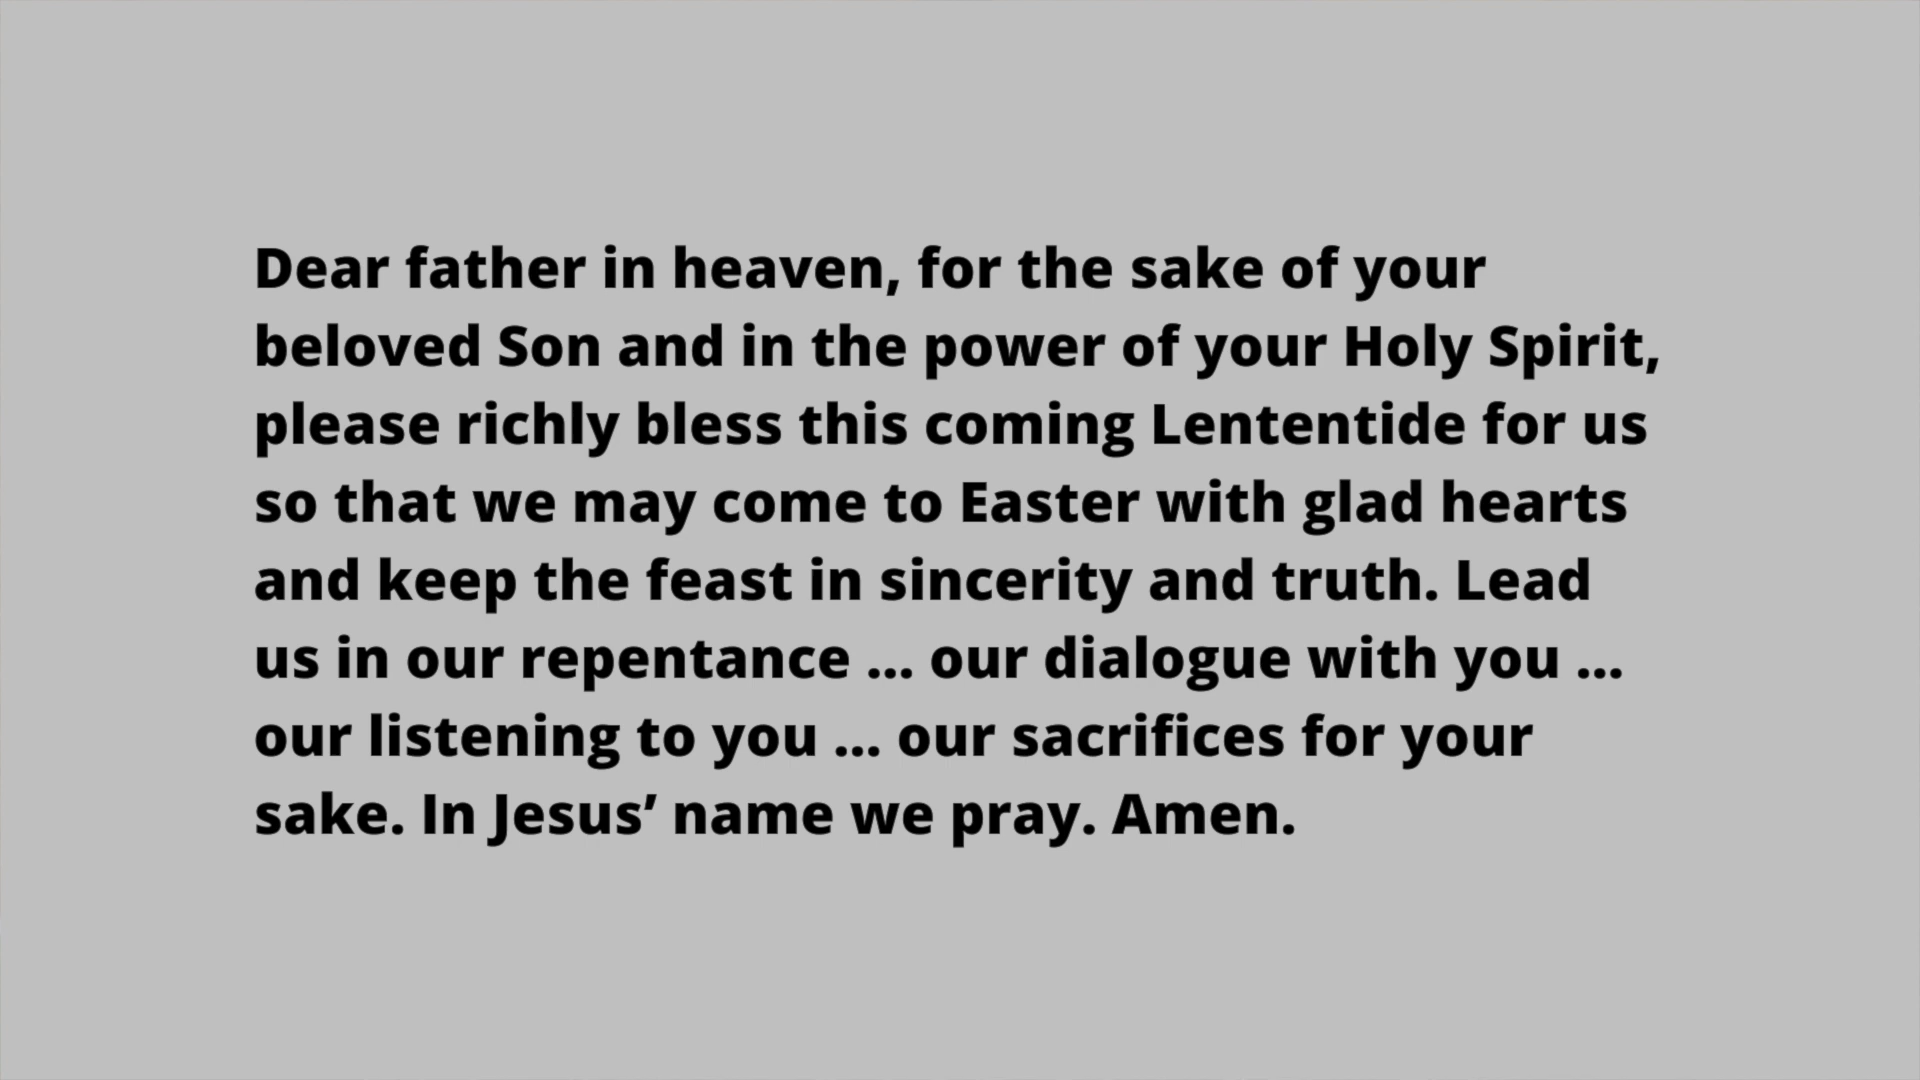 Dear father in heaven, for the sake of your
beloved Son and in the power of your Holy Spirit,
please richly bless this coming Lententide for us
so that we may come to Easter with glad hearts
and keep the feast in sincerity and truth. Lead
us in our repentance ... our dialogue with you ...
our listening to you ... our sacrifices for your
sake. In Jesus’ name we pray. Amen.